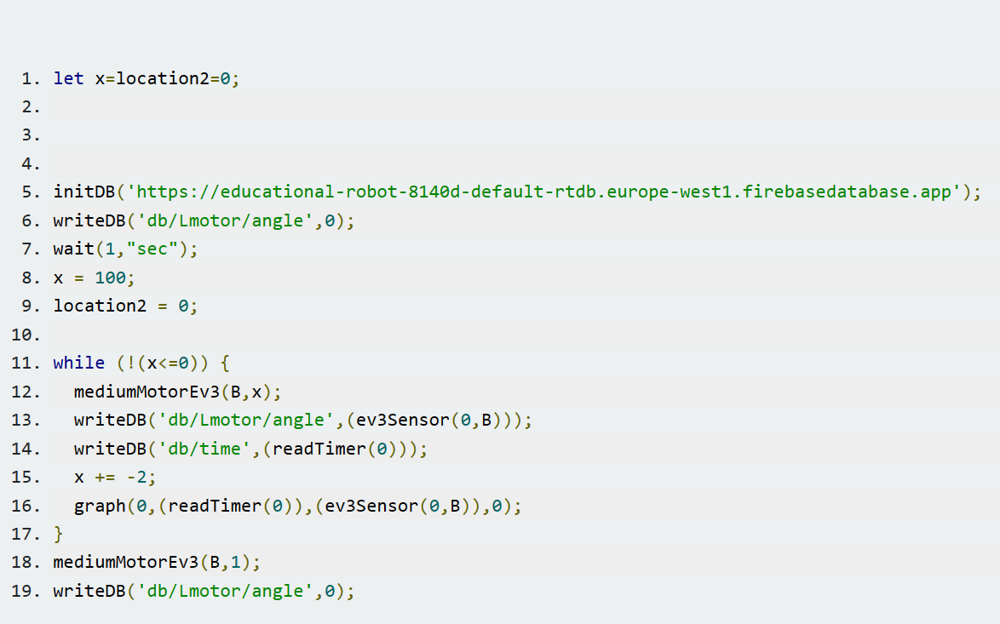 1. let x=location2=0;
2.
3.
4.
5. initDB('https://educational-robot-8140d-default-rtdb.europe-west1.firebasedatabase.app');
6. writeDB('db/Lmotor/angle',0);
7. wait(1,"sec");
8. x = 100;
9. location2 = 0;
10.
11. while (!(x<=0)) {
12.   mediumMotorEv3(B,x);
13.   writeDB('db/Lmotor/angle',(ev3Sensor(0,B)));
14.   writeDB('db/time',(readTimer(0)));
15.   x += -2;
16.   graph(0,(readTimer(0)),(ev3Sensor(0,B)),0);
17. }
18. mediumMotorEv3(B,1);
19. writeDB('db/Lmotor/angle',0);